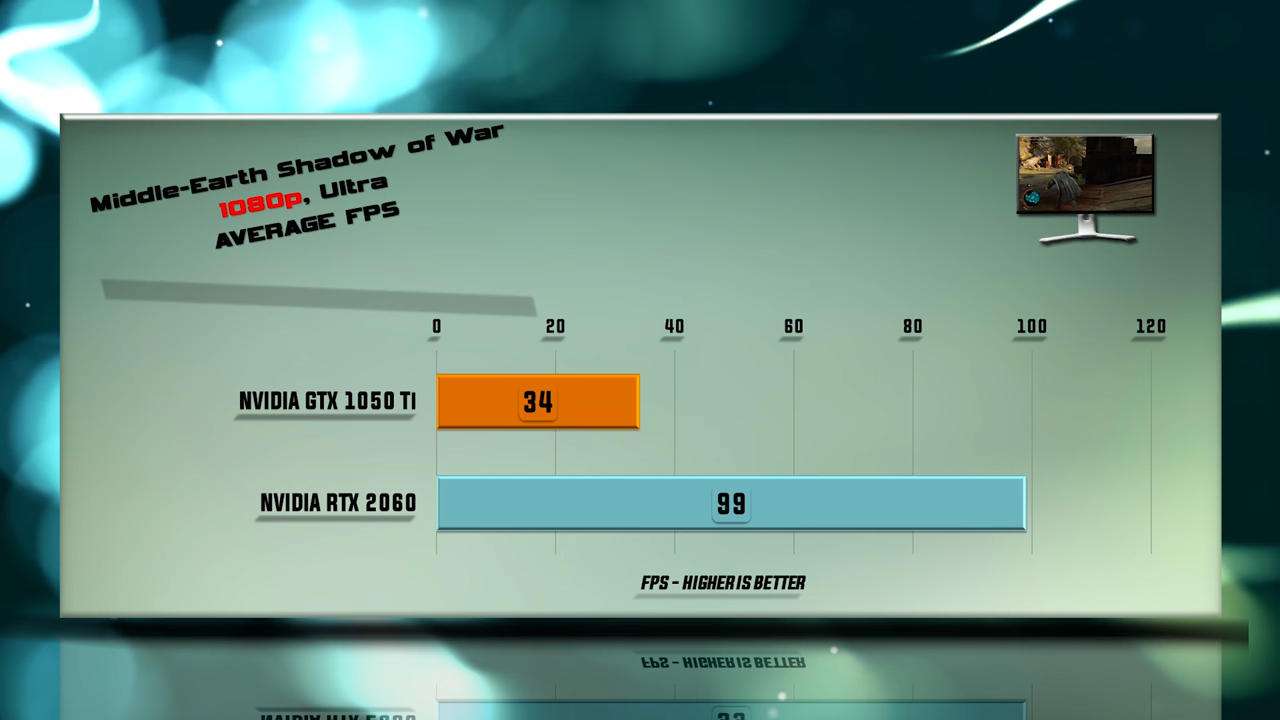 Middle-Earth Shadow of War
1080p, Ultra
AVERAGE FPS
0 20 40 60 80 100 120
NVIDIA GTX 1050 TI
34
NVIDIA RTX 2060
99
FPS - HIGHER IS BETTER